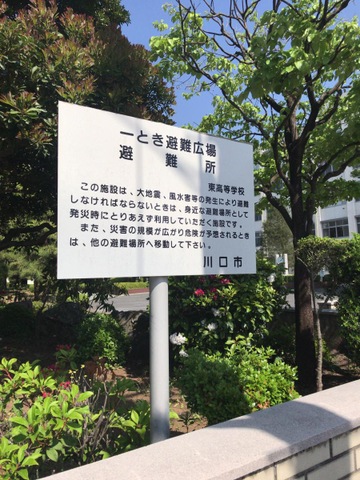 一とき避難広場
避難所
東高等学校
この施設は、大地震、風水害等の発生により避難
しなければならないときは、身近な避難場所として
発災時にとりあえず利用していただく施設です。
また、災害の規模が広がり危険が予想されるとき
は、他の避難場所へ移動して下さい。
川口市